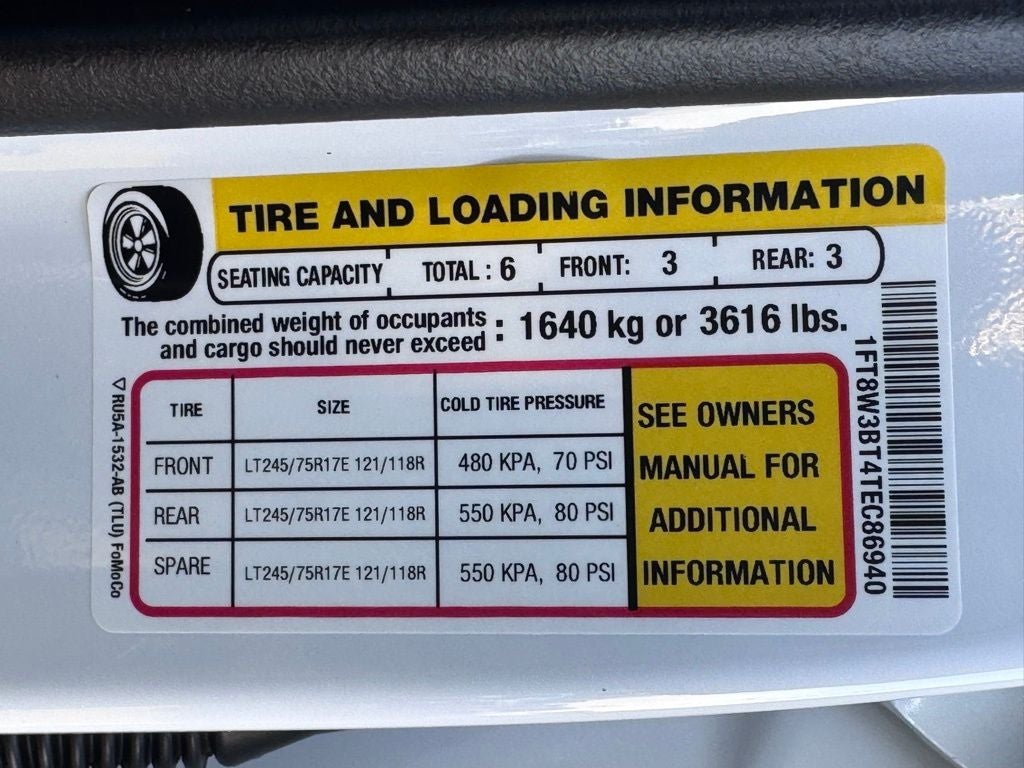 TIRE AND LOADING INFORMATION
SEATING CAPACITY TOTAL : 6 FRONT: 3 REAR: 3
The combined weight of occupants
and cargo should never exceed : 1640 kg or 3616 lbs.
TIRE SIZE COLD TIRE PRESSURE
FRONT LT245/75R17E 121/118R 480 KPA, 70 PSI
REAR LT245/75R17E 121/118R 550 KPA, 80 PSI
SPARE LT245/75R17E 121/118R 550 KPA, 80 PSI
SEE OWNERS
MANUAL FOR
ADDITIONAL
INFORMATION
▽RU5A-1532-AB (TLU) FoMoCo
1FT8W3BT4TEC86940